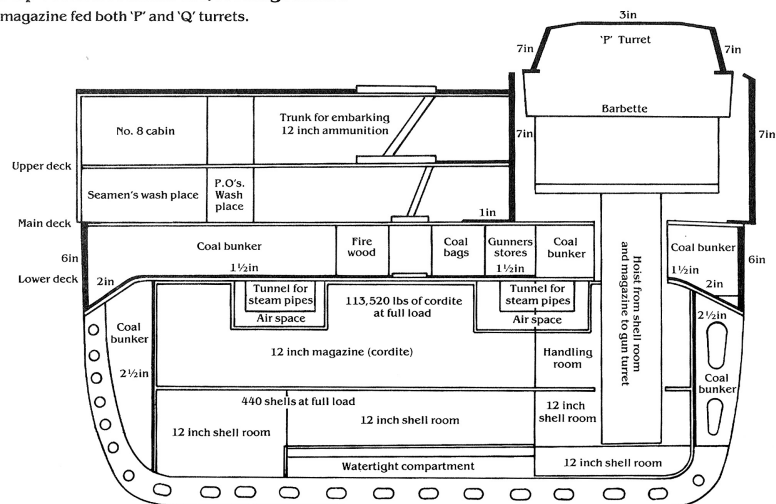 magazine fed both 'P' and 'Q' turrets.
3in
7in
'P' Turret
7in
No. 8 cabin
Trunk for embarking
12 inch ammunition
Barbette
7in
7in
Upper deck
Seamen's wash place
P.O's.
Wash
place
Main deck
1in
6in
Coal bunker
Fire
wood
Coal
bags
Gunners
stores
Coal
bunker
Coal bunker
6in
1½in
1½in
1½in
Lower deck
2in
2in
Hoist from shell room
and magazine to gun turret
Tunnel for
steam pipes
Air space
113,520 lbs of cordite
at full load
Tunnel for
steam pipes
Air space
2½in
Coal
bunker
2½in
12 inch magazine (cordite)
Handling
room
Coal
bunker
440 shells at full load
12 inch shell room
12 inch shell room
12 inch
shell room
Watertight compartment
12 inch shell room